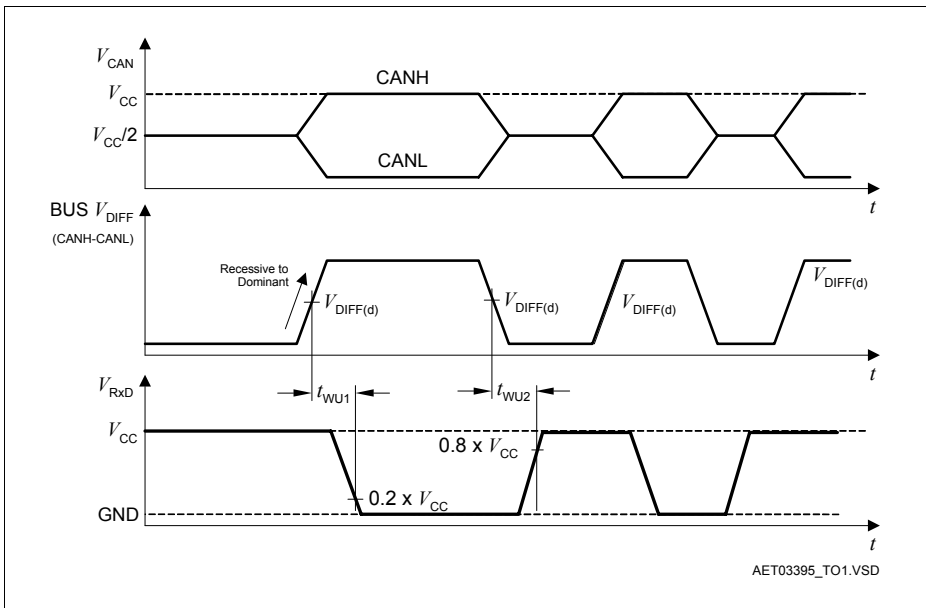 V_CAN
CANH
V_CC
V_CC/2
CANL
t
BUS V_DIFF
(CANH-CANL)
Recessive to
Dominant
V_DIFF(d)
V_DIFF(d)
V_DIFF(d)
V_DIFF(d)
t
V_RxD
t_WU1
t_WU2
V_CC
0.8 x V_CC
0.2 x V_CC
GND
t
AET03395_TO1.VSD